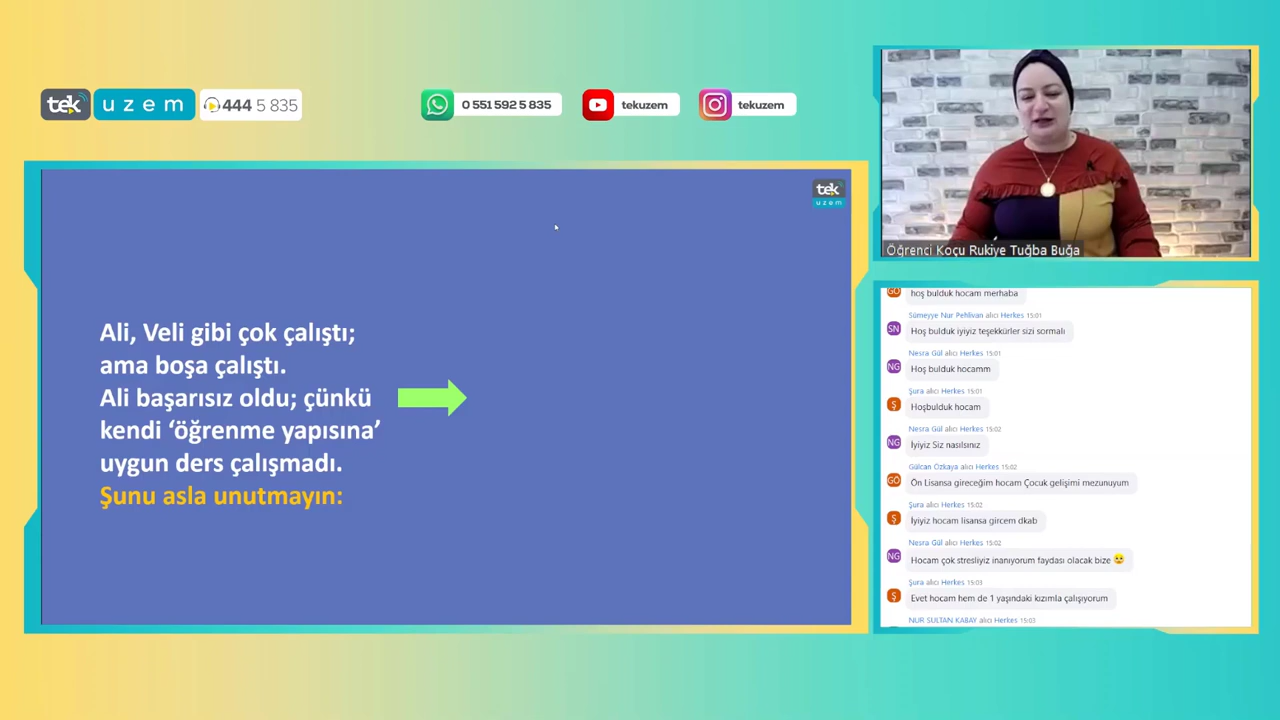 tek uzem 444 5 835
0 551 592 5 835
tekuzem
tekuzem
tek
uzem
Ali, Veli gibi çok çalıştı;
ama boşa çalıştı.
Ali başarısız oldu; çünkü
kendi ‘öğrenme yapısına’
uygun ders çalışmadı.
Şunu asla unutmayın:
Öğrenci Koçu Rukiye Tuğba Buğa
GÖ hoş bulduk hocam merhaba
Sümeyye Nur Pehlivan alıcı Herkes 15:01
SN Hoş bulduk iyiyiz teşekkürler sizi sormalı
Nesra Gül alıcı Herkes 15:01
NG Hoş bulduk hocamm
Şura alıcı Herkes 15:01
Ş Hoşbulduk hocam
Nesra Gül alıcı Herkes 15:02
NG İyiyiz Siz nasılsınız
Gülcan Özkaya alıcı Herkes 15:02
GÖ Ön Lisansa gireceğim hocam Çocuk gelişimi mezunuyum
Şura alıcı Herkes 15:02
Ş İyiyiz hocam lisansa gircem dkab
Nesra Gül alıcı Herkes 15:02
NG Hocam çok stresliyiz inanıyorum faydası olacak bize
Şura alıcı Herkes 15:03
Ş Evet hocam hem de 1 yaşındaki kızımla çalışıyorum
NUR SULTAN KABAY alıcı Herkes 15:03